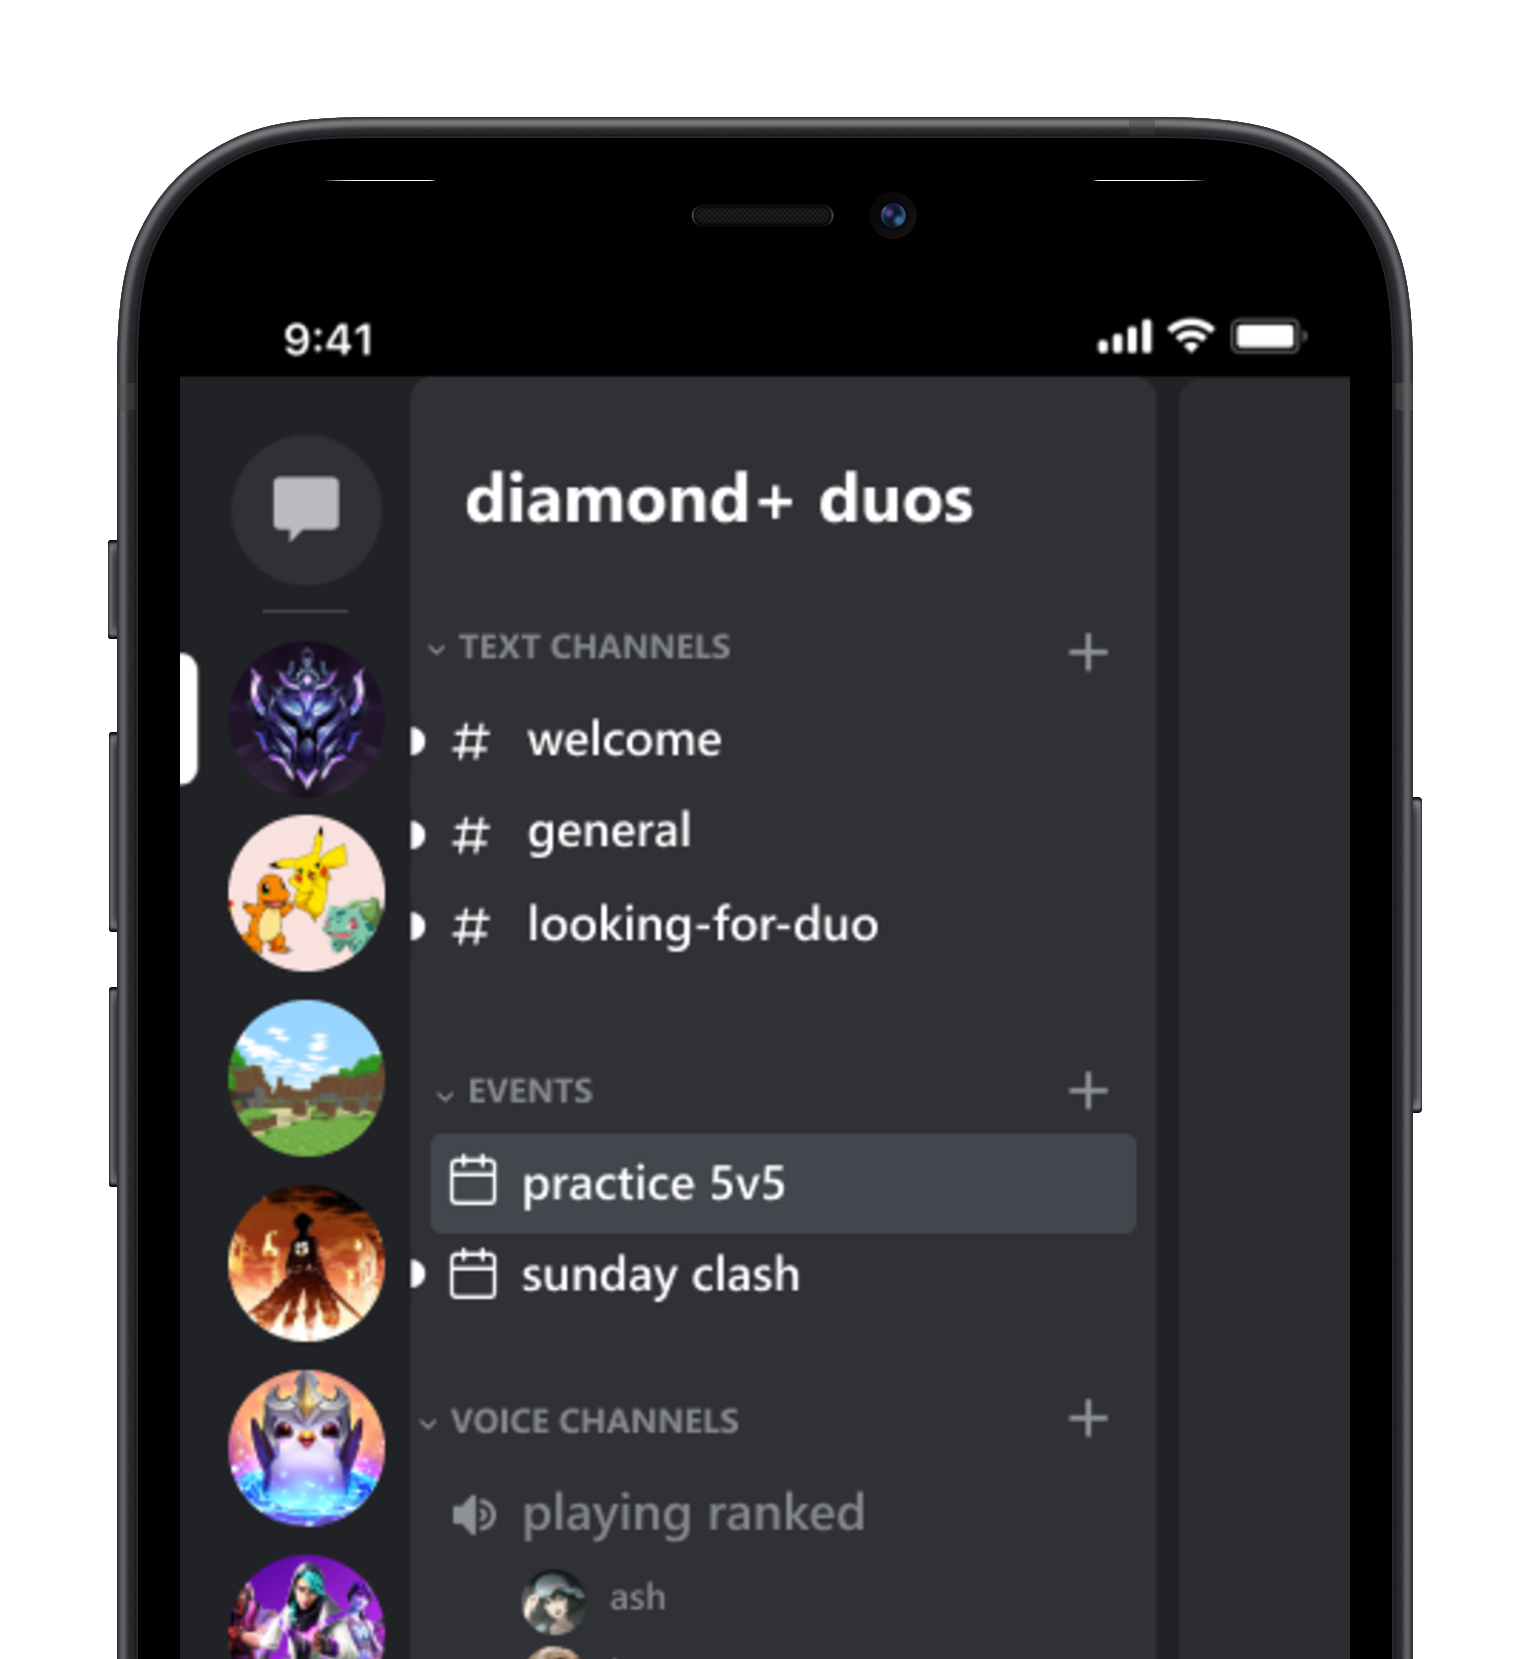 9:41
diamond+ duos
TEXT CHANNELS
# welcome
# general
# looking-for-duo
EVENTS
practice 5v5
sunday clash
VOICE CHANNELS
playing ranked
ash